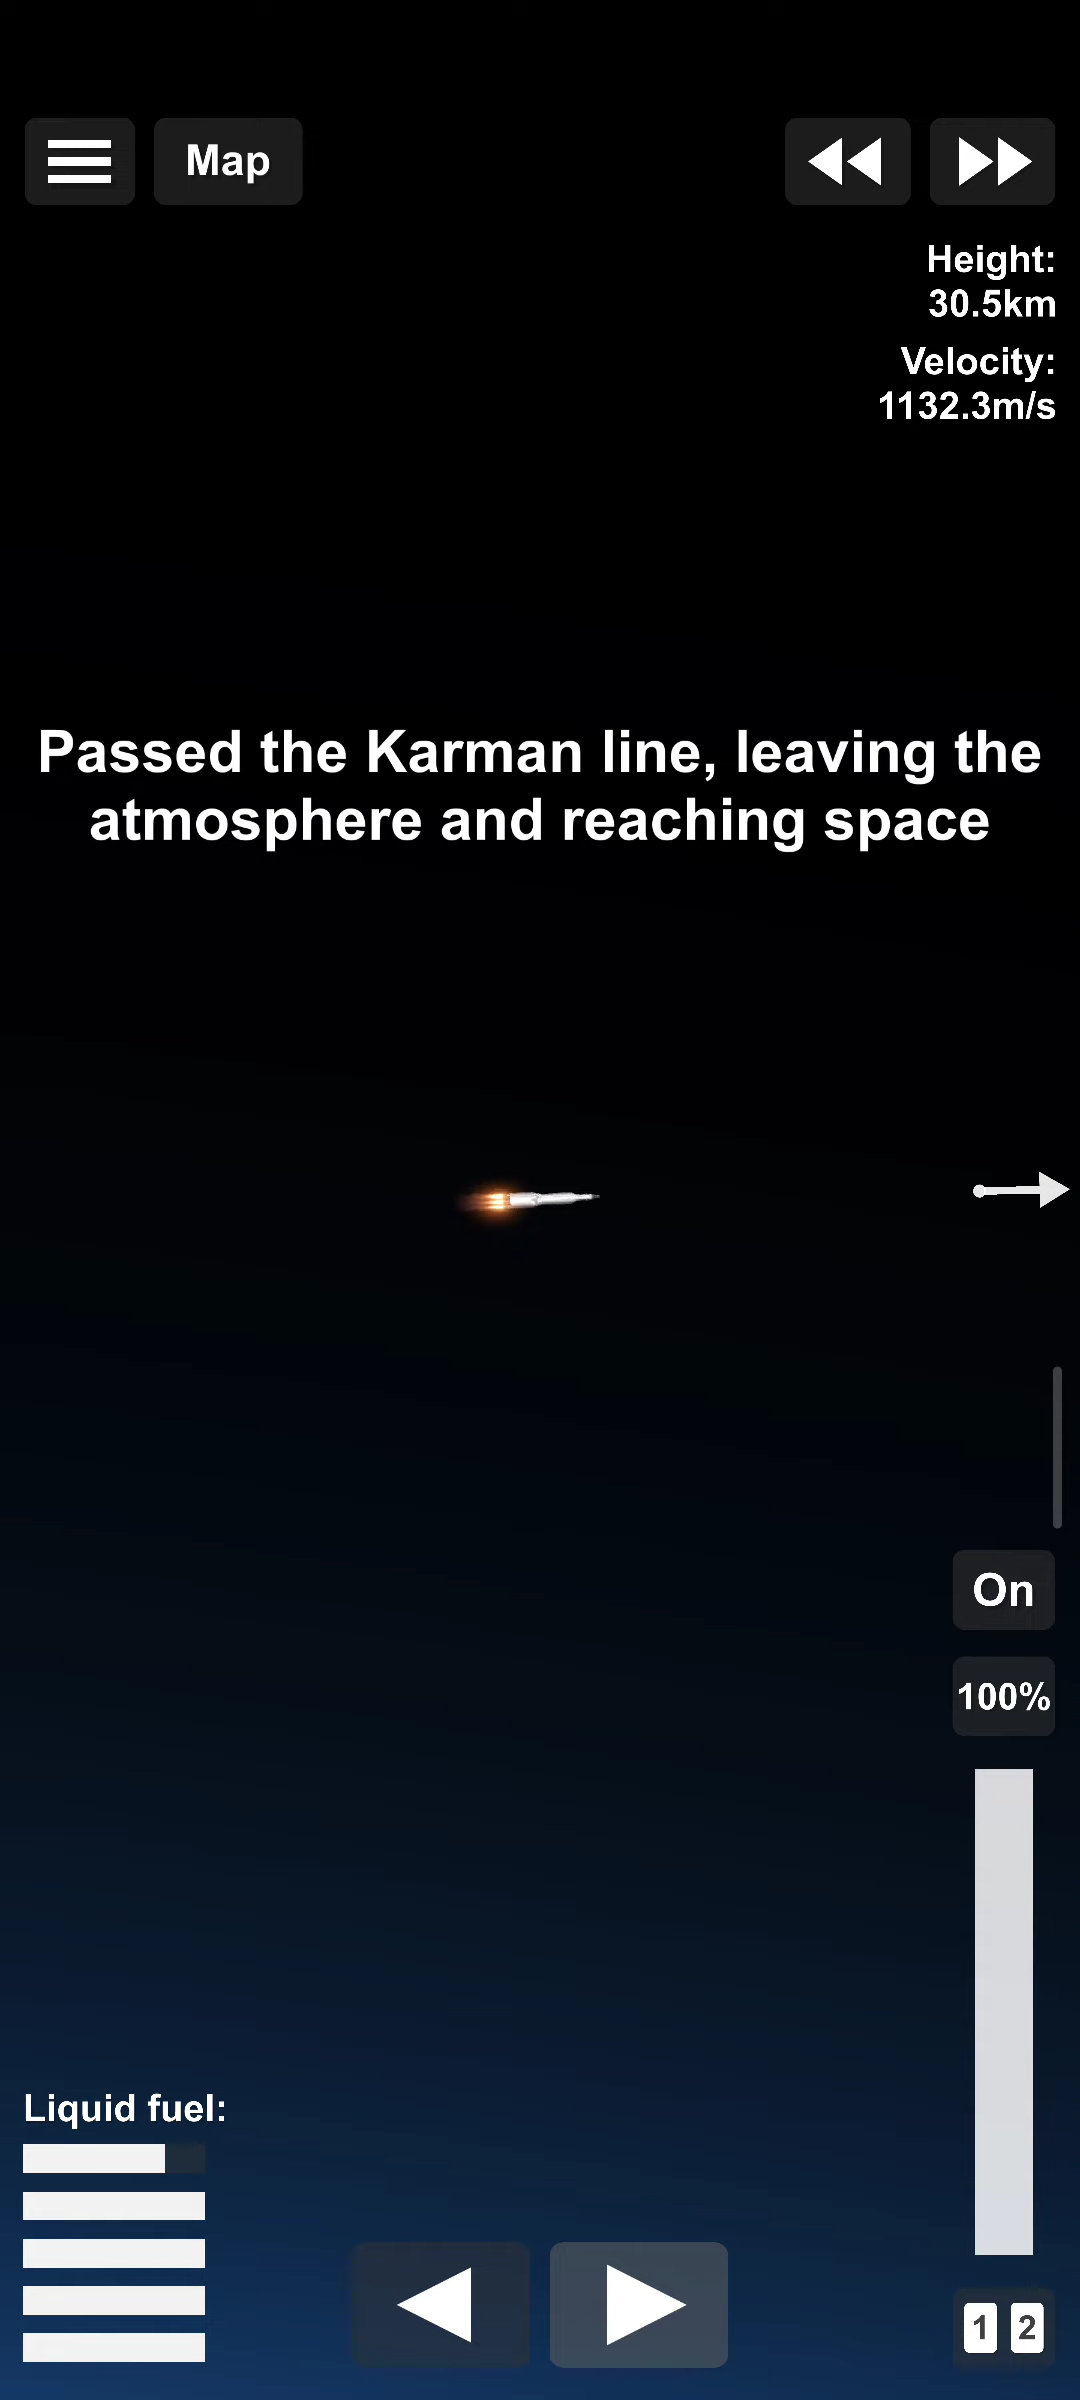 Map
Height:
30.5km
Velocity:
1132.3m/s
Passed the Karman line, leaving the
atmosphere and reaching space
On
100%
Liquid fuel:
1 2